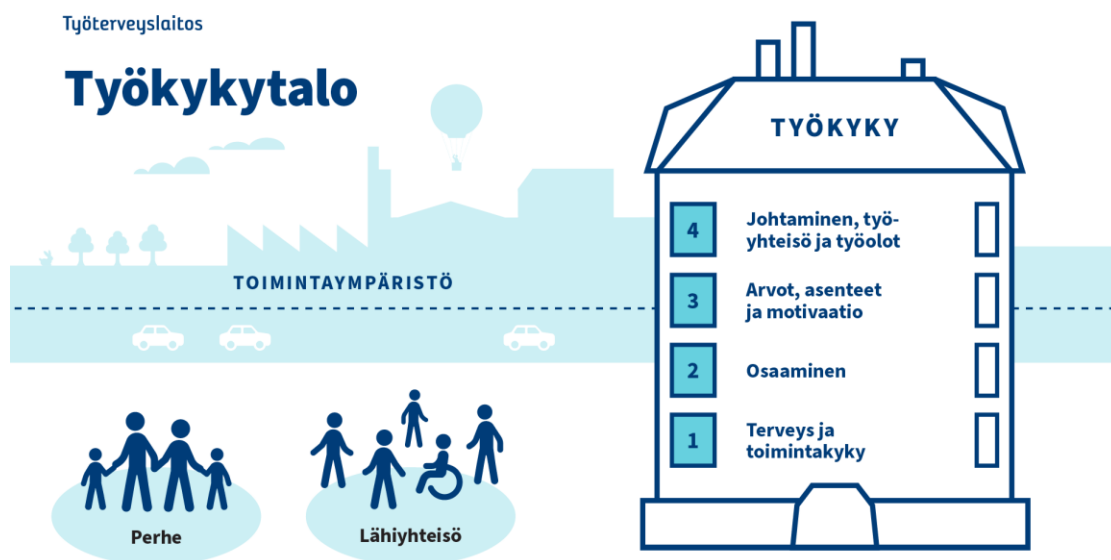 Työterveyslaitos
Työkykytalo
TYÖKYKY
4
Johtaminen, työ-
yhteisö ja työolot
3
Arvot, asenteet
ja motivaatio
2
Osaaminen
1
Terveys ja
toimintakyky
TOIMINTAYMPÄRISTÖ
Perhe
Lähiyhteisö